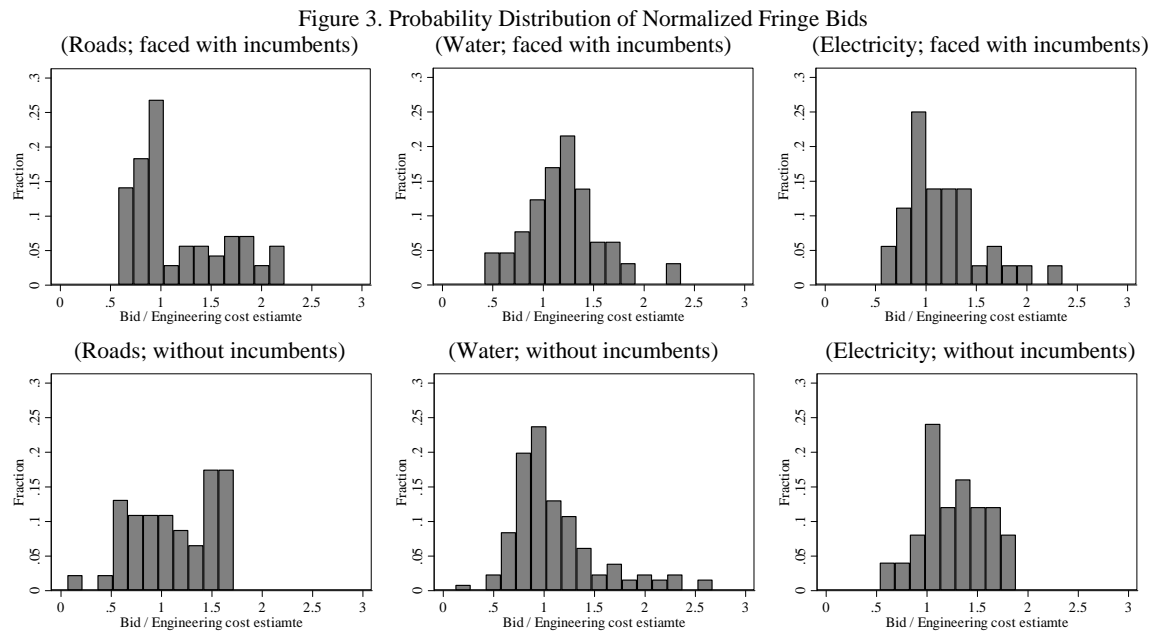 Figure 3. Probability Distribution of Normalized Fringe Bids
(Roads; faced with incumbents)
(Water; faced with incumbents)
(Electricity; faced with incumbents)
Fraction
0 .05 .1 .15 .2 .25 .3
0 .5 1 1.5 2 2.5 3
Bid / Engineering cost estiamte
Fraction
0 .05 .1 .15 .2 .25 .3
0 .5 1 1.5 2 2.5 3
Bid / Engineering cost estiamte
Fraction
0 .05 .1 .15 .2 .25 .3
0 .5 1 1.5 2 2.5 3
Bid / Engineering cost estiamte
(Roads; without incumbents)
(Water; without incumbents)
(Electricity; without incumbents)
Fraction
0 .05 .1 .15 .2 .25 .3
0 .5 1 1.5 2 2.5 3
Bid / Engineering cost estiamte
Fraction
0 .05 .1 .15 .2 .25 .3
0 .5 1 1.5 2 2.5 3
Bid / Engineering cost estiamte
Fraction
0 .05 .1 .15 .2 .25 .3
0 .5 1 1.5 2 2.5 3
Bid / Engineering cost estiamte